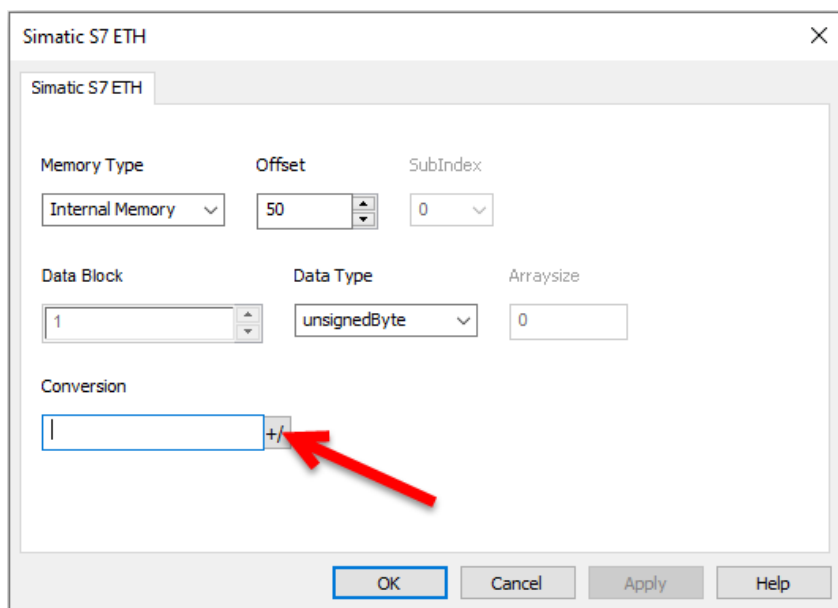 Simatic S7 ETH
Simatic S7 ETH
Memory Type Offset SubIndex
Internal Memory 50 0
Data Block Data Type Arraysize
1 unsignedByte 0
Conversion
+/
OK Cancel Apply Help